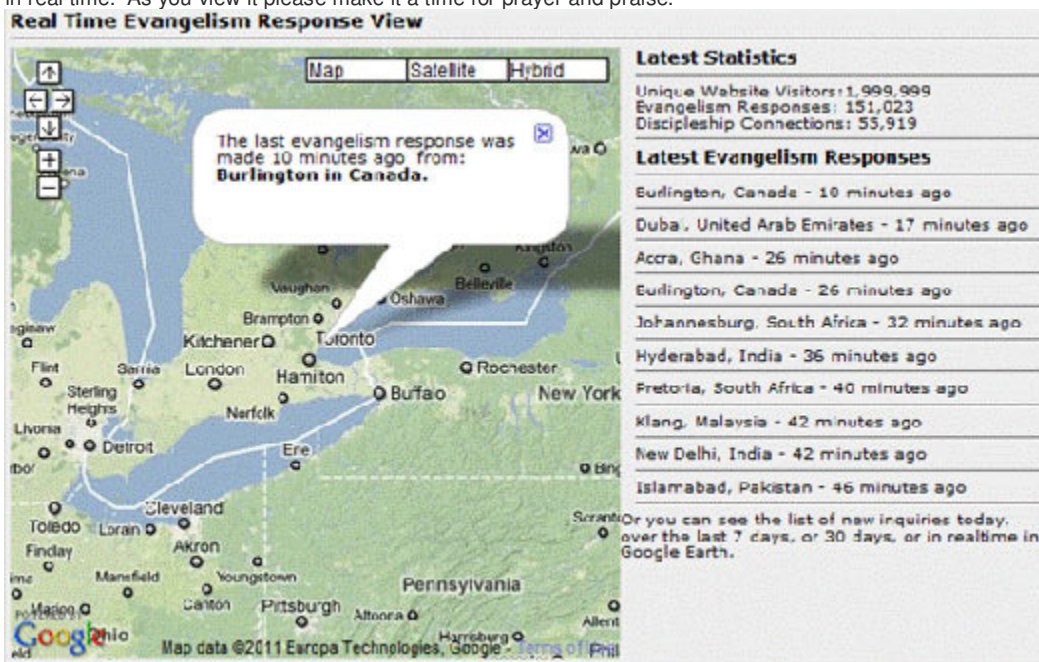 in real time. As you view it please make it a time for prayer and praise.
Real Time Evangelism Response View
Map Satellite Hybrid
The last evangelism response was
made 10 minutes ago from:
Burlington in Canada.
Kingston
Belleville
Vaughan
Oshawa
Brampton
Toronto
Kitchener
Rochester
Flint
Sarnia
London
Hamilton
Buffalo
New York
Sterling
Heights
Norfolk
Livonia
Detroit
Erie
Cleveland
Toledo
Lorain
Findlay
Akron
Mansfield
Youngstown
Pennsylvania
Marion
Canton
Pittsburgh
Altoona
POWERED BY
Google
Ohio
Harrisburg
Map data ©2011 Europa Technologies, Google - Terms of
Latest Statistics
Unique Website Visitors: 1,999,999
Evangelism Responses: 151,023
Discipleship Connections: 55,919
Latest Evangelism Responses
Burlington, Canada - 10 minutes ago
Dubai, United Arab Emirates - 17 minutes ago
Accra, Ghana - 26 minutes ago
Burlington, Canada - 26 minutes ago
Johannesburg, South Africa - 32 minutes ago
Hyderabad, India - 36 minutes ago
Pretoria, South Africa - 40 minutes ago
Klang, Malaysia - 42 minutes ago
New Delhi, India - 42 minutes ago
Islamabad, Pakistan - 46 minutes ago
Or you can see the list of new inquiries today,
over the last 7 days, or 30 days, or in realtime in
Google Earth.